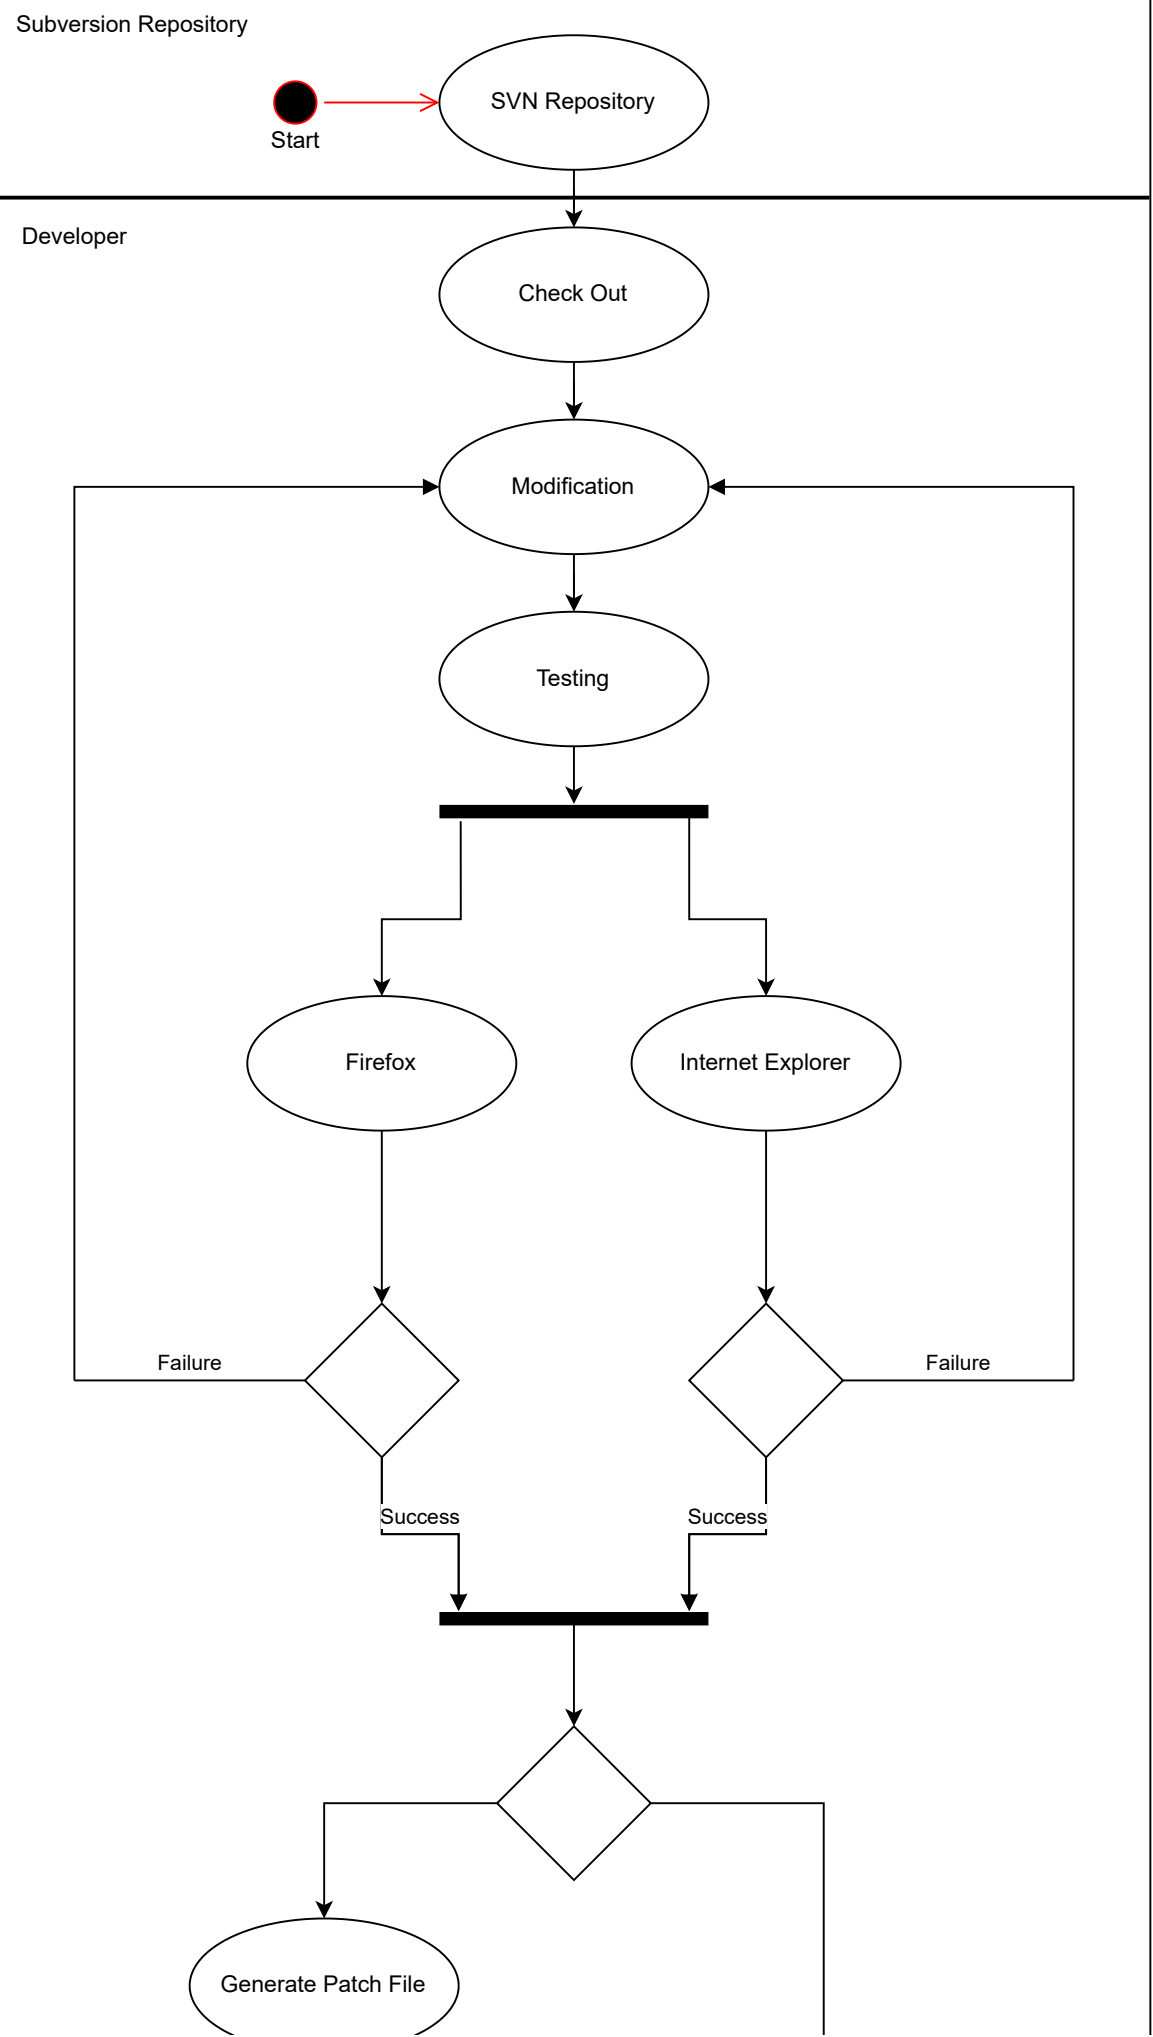 Subversion Repository
SVN Repository
Start
Developer
Check Out
Modification
Testing
Firefox
Internet Explorer
Failure
Failure
Success
Success
Generate Patch File